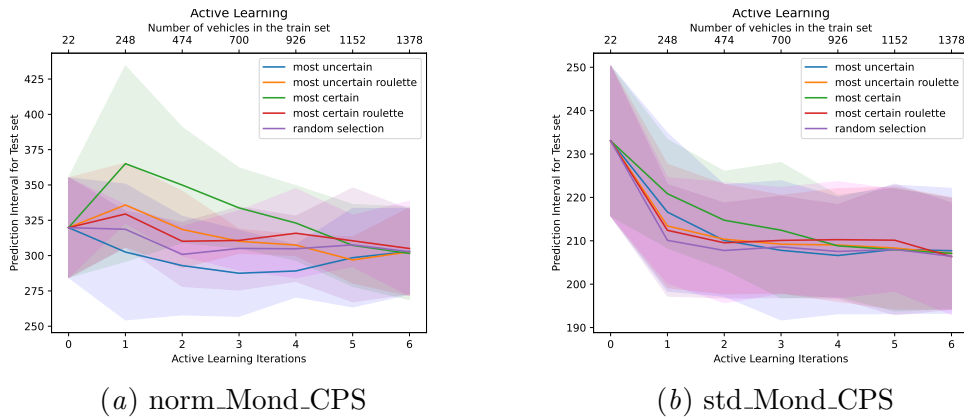 Active Learning
Number of vehicles in the train set
22 248 474 700 926 1152 1378
most uncertain
most uncertain roulette
most certain
most certain roulette
random selection
Prediction Interval for Test set
425
400
375
350
325
300
275
250
0 1 2 3 4 5 6
Active Learning Iterations
(a) norm_Mond_CPS
Active Learning
Number of vehicles in the train set
22 248 474 700 926 1152 1378
most uncertain
most uncertain roulette
most certain
most certain roulette
random selection
Prediction Interval for Test set
250
240
230
220
210
200
190
0 1 2 3 4 5 6
Active Learning Iterations
(b) std_Mond_CPS